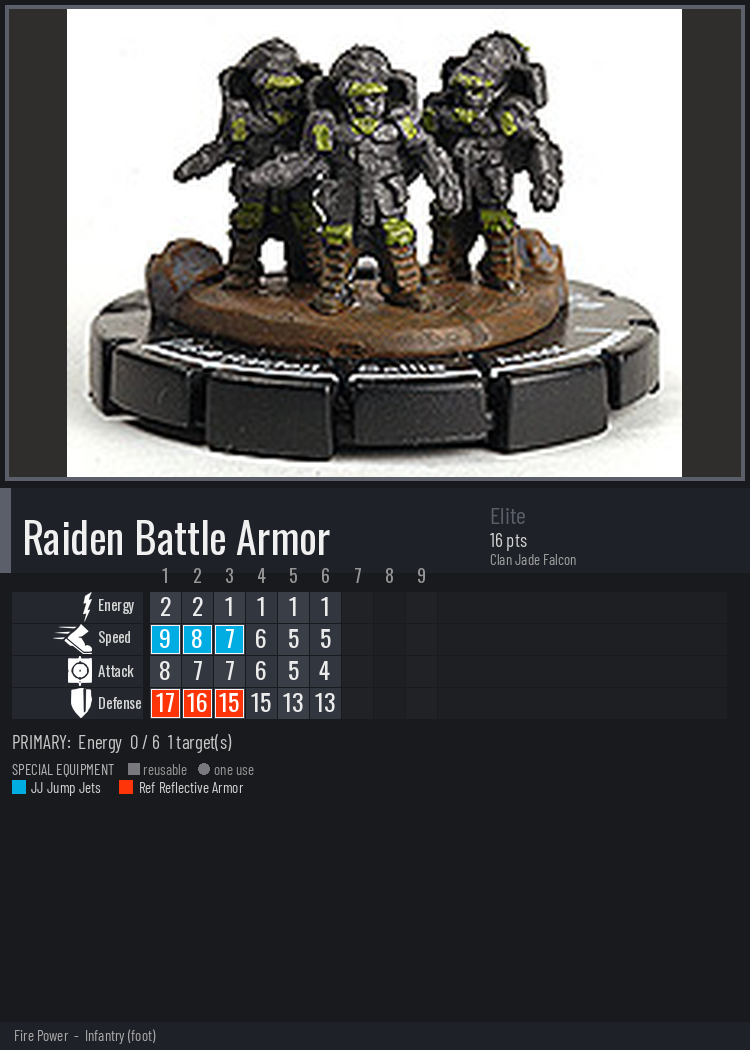 Raiden Battle Armor
Elite
16 pts
Clan Jade Falcon
1 2 3 4 5 6 7 8 9
Energy 2 2 1 1 1 1
Speed 9 8 7 6 5 5
Attack 8 7 7 6 5 4
Defense 17 16 15 15 13 13
PRIMARY: Energy 0 / 6 1 target(s)
SPECIAL EQUIPMENT reusable one use
JJ Jump Jets Ref Reflective Armor
Fire Power - Infantry (foot)